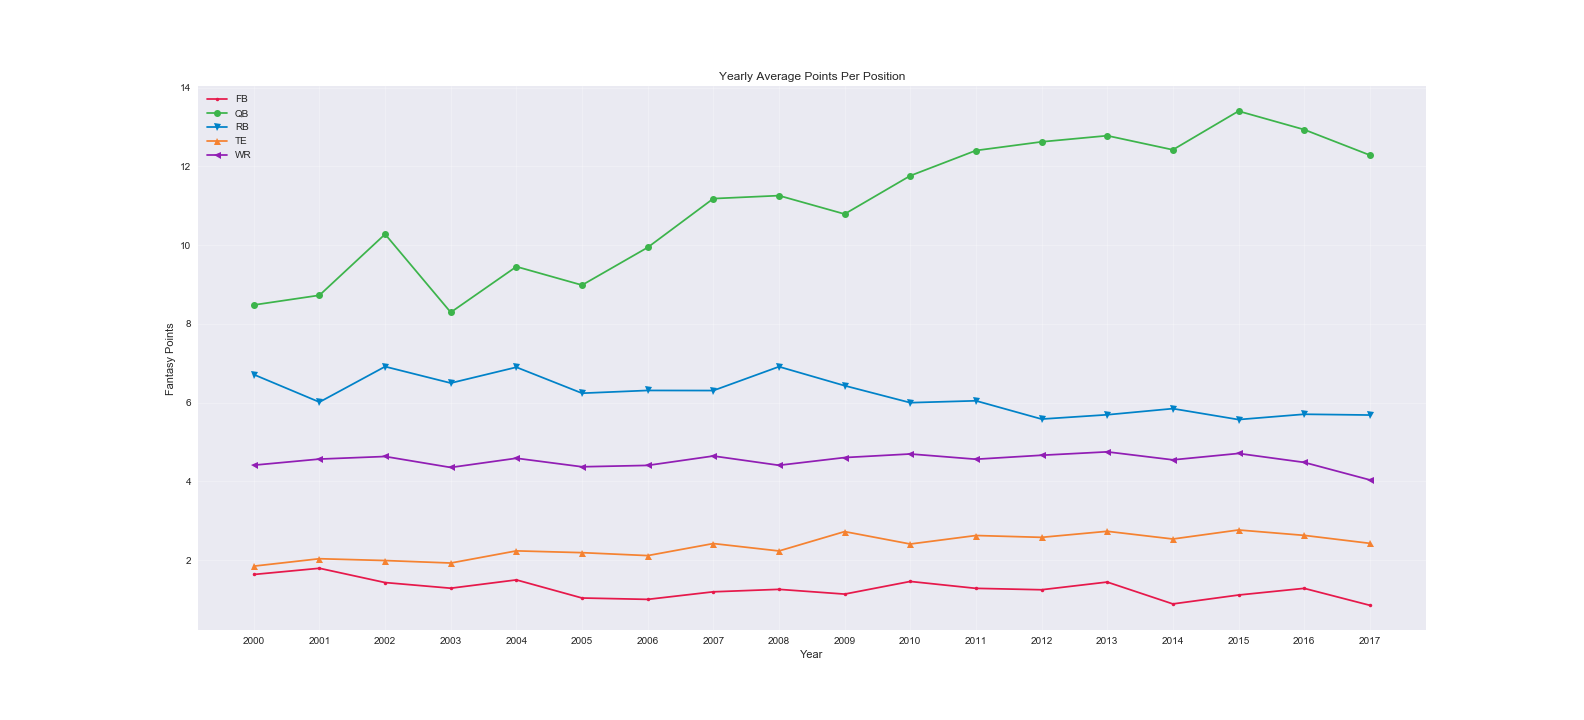 Yearly Average Points Per Position
FB
QB
RB
TE
WR
14
12
10
8
6
4
2
Fantasy Points
2000 2001 2002 2003 2004 2005 2006 2007 2008 2009 2010 2011 2012 2013 2014 2015 2016 2017
Year